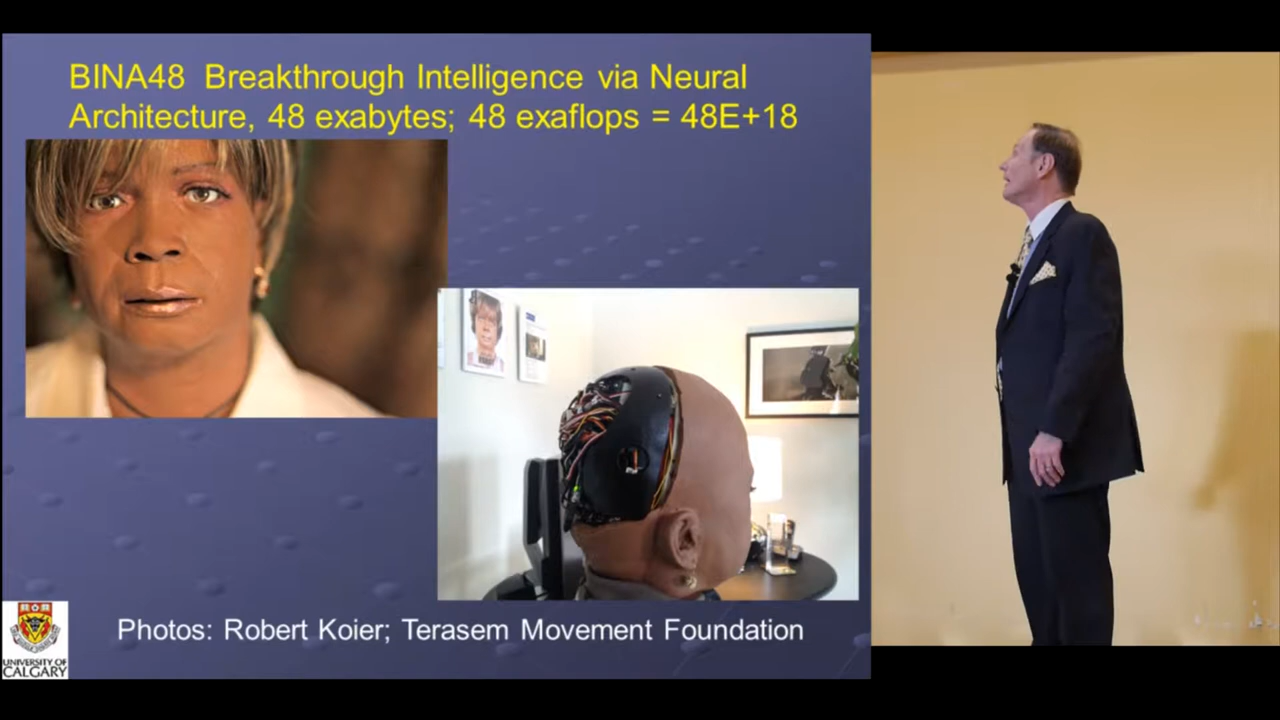 BINA48 Breakthrough Intelligence via Neural
Architecture, 48 exabytes; 48 exaflops = 48E+18
Photos: Robert Koier; Terasem Movement Foundation
UNIVERSITY OF
CALGARY